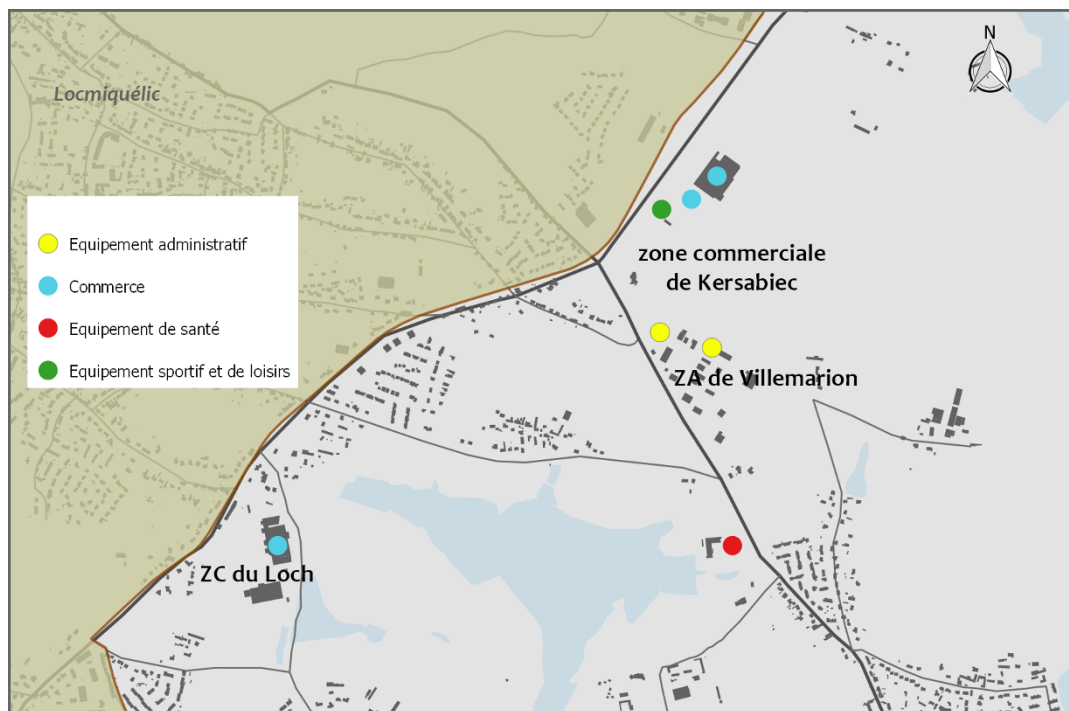 N
Locmiquélic
Equipement administratif
Commerce
Equipement de santé
Equipement sportif et de loisirs
zone commerciale
de Kersabiec
ZA de Villemarion
ZC du Loch